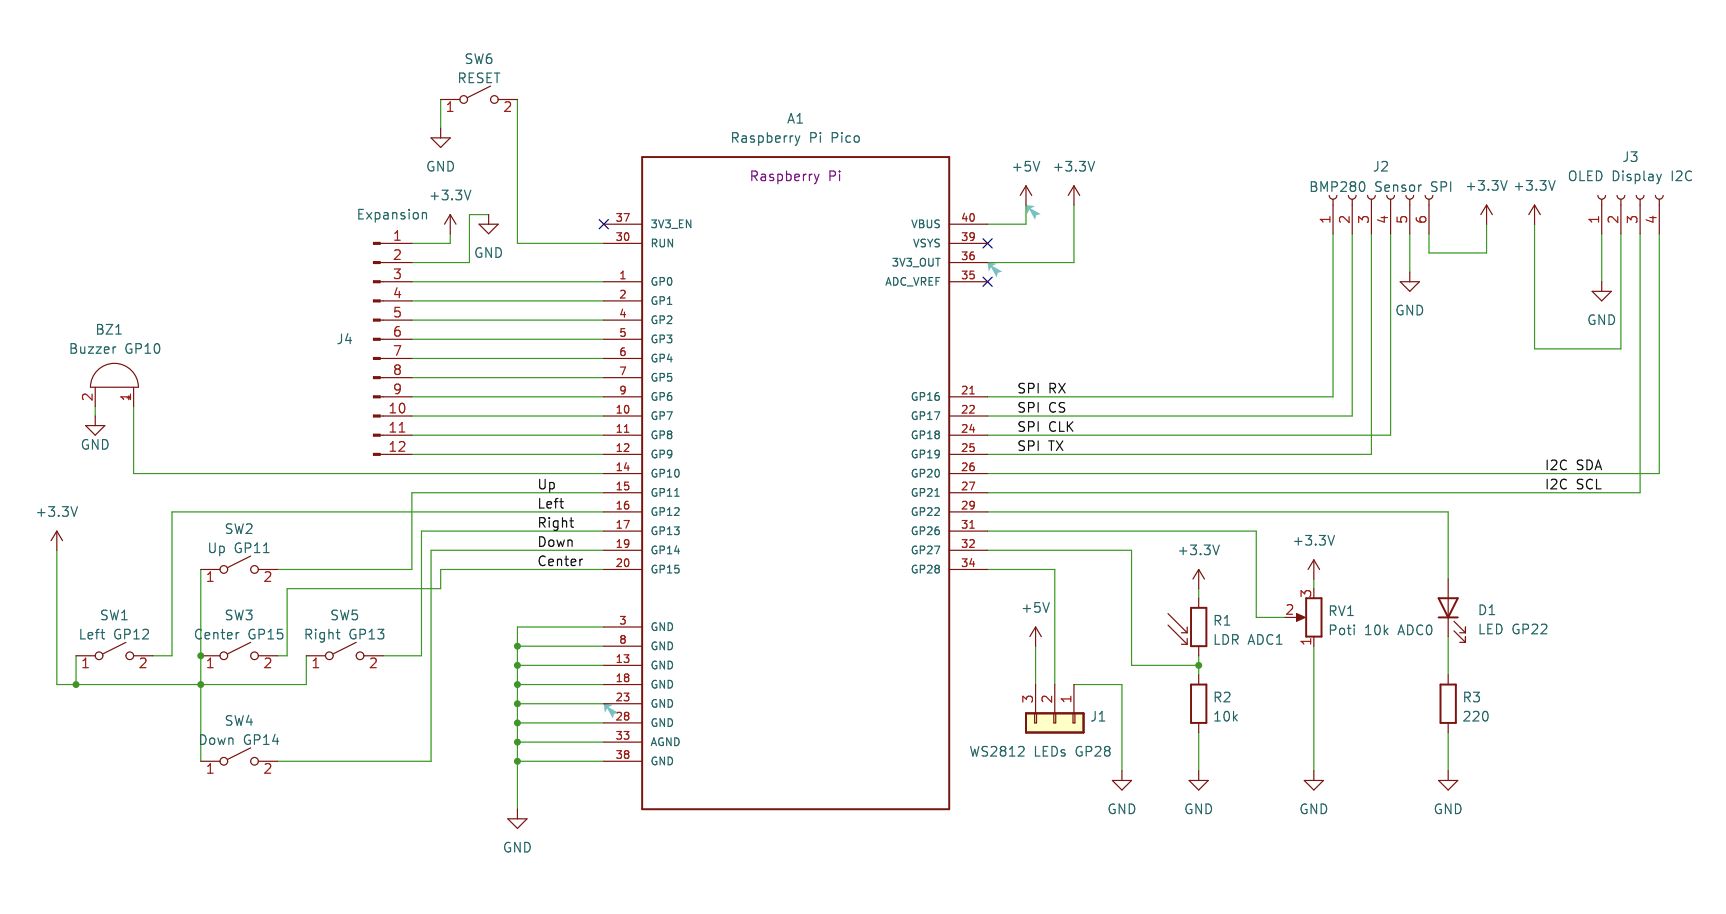 SW6
RESET
1 2
GND
A1
Raspberry Pi Pico
Raspberry Pi
+3.3V
Expansion
GND
J4
1
2
3
4
5
6
7
8
9
10
11
12
37 3V3_EN
30 RUN
1 GP0
2 GP1
4 GP2
5 GP3
6 GP4
7 GP5
9 GP6
10 GP7
11 GP8
12 GP9
14 GP10
Up 15 GP11
Left 16 GP12
Right 17 GP13
Down 19 GP14
Center 20 GP15
3 GND
8 GND
13 GND
18 GND
23 GND
28 GND
33 AGND
38 GND
GND
BZ1
Buzzer GP10
2 1
GND
+3.3V
SW2
Up GP11
1 2
SW1
Left GP12
1 2
SW3
Center GP15
1 2
SW5
Right GP13
1 2
SW4
Down GP14
1 2
+5V +3.3V
VBUS 40
VSYS 39
3V3_OUT 36
ADC_VREF 35
GP16 21 SPI RX
GP17 22 SPI CS
GP18 24 SPI CLK
GP19 25 SPI TX
GP20 26 I2C SDA
GP21 27 I2C SCL
GP22 29
GP26 31
GP27 32
GP28 34
J2
BMP280 Sensor SPI
1 2 3 4 5 6
GND
+3.3V +3.3V
J3
OLED Display I2C
1 2 3 4
GND
+5V
3 2 1
J1
WS2812 LEDs GP28
GND
+3.3V
R1
LDR ADC1
R2
10k
GND
+3.3V
3
2
1
RV1
Poti 10k ADC0
GND
D1
LED GP22
R3
220
GND